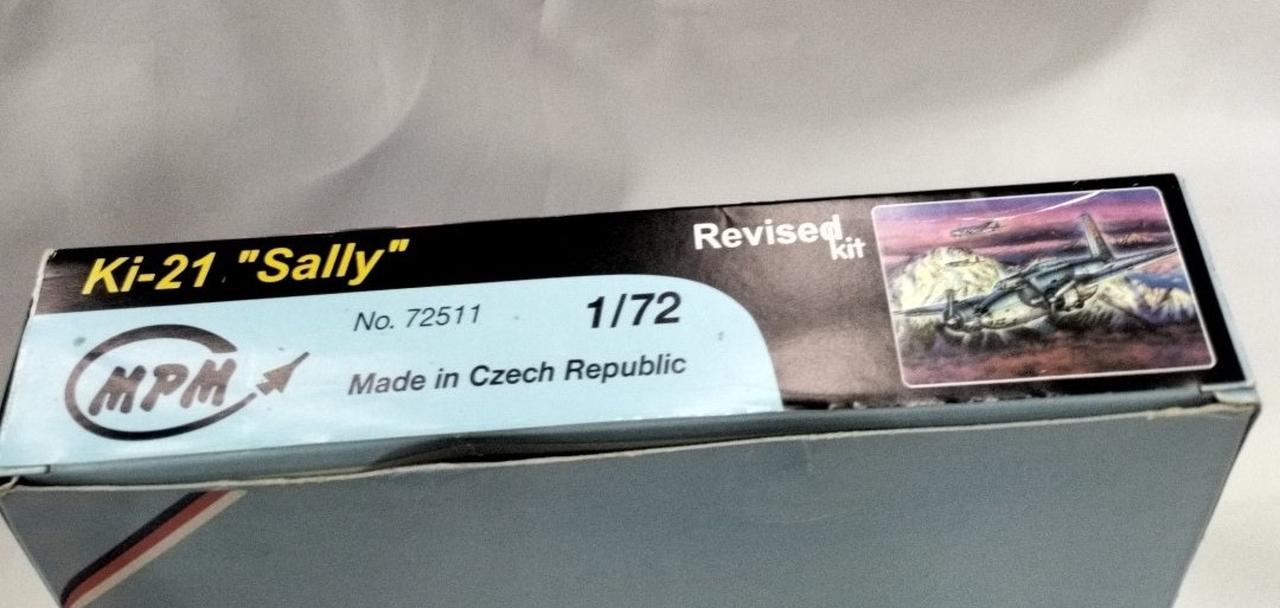 Ki-21 "Sally"
Revised
kit
No. 72511
1/72
MPM
Made in Czech Republic